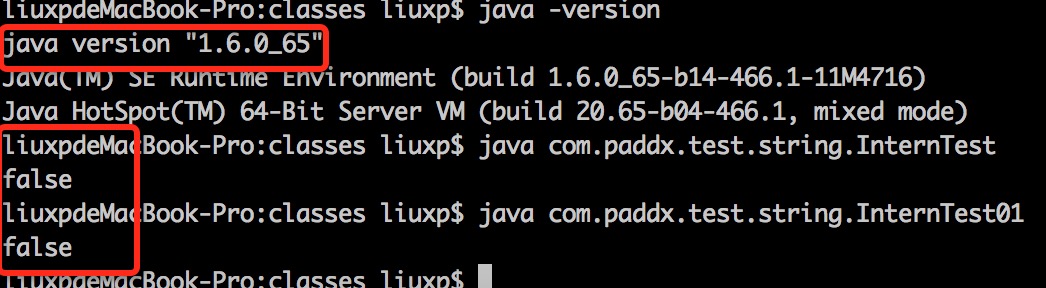 liuxpdeMacBook-Pro:classes liuxp$ java -version
java version "1.6.0_65"
Java(TM) SE Runtime Environment (build 1.6.0_65-b14-466.1-11M4716)
Java HotSpot(TM) 64-Bit Server VM (build 20.65-b04-466.1, mixed mode)
liuxpdeMacBook-Pro:classes liuxp$ java com.paddx.test.string.InternTest
false
liuxpdeMacBook-Pro:classes liuxp$ java com.paddx.test.string.InternTest01
false
liuxpdeMacBook-Pro:classes liuxp$